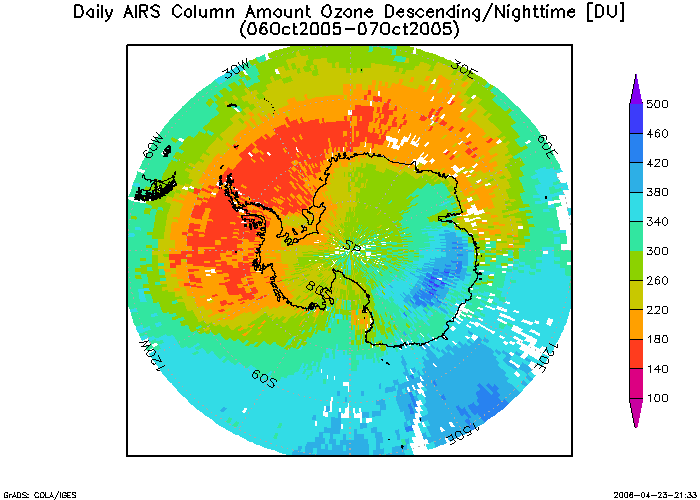 Daily AIRS Column Amount Ozone Descending/Nighttime [DU]
(06Oct2005-07Oct2005)
30W
30E
60W
60E
SP
80S
60S
120W
120E
150E
500
460
420
380
340
300
260
220
180
140
100
GrADS: COLA/IGES
2006-04-23-21:33